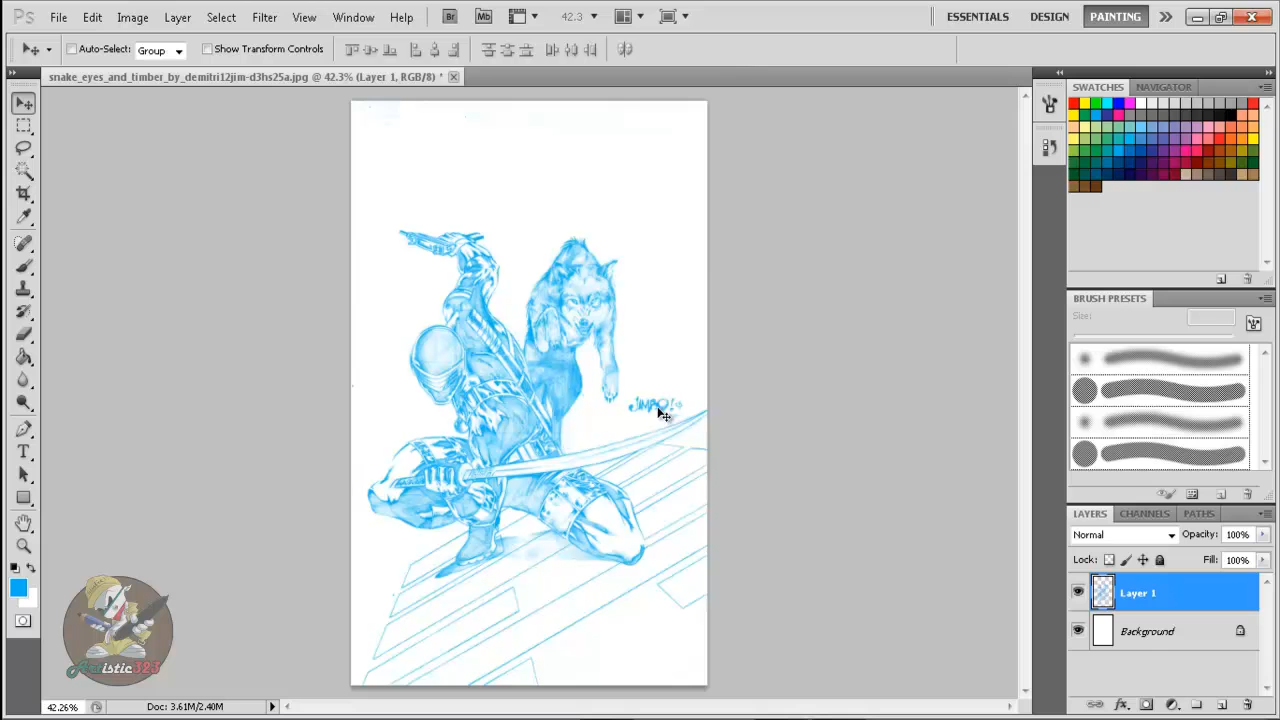 Ps File Edit Image Layer Select Filter View Window Help Br Mb 42.3 ESSENTIALS DESIGN PAINTING
Auto-Select: Group Show Transform Controls
snake_eyes_and_timber_by_demitri12jim-d3hs25a.jpg @ 42.3% (Layer 1, RGB/8) *
SWATCHES NAVIGATOR
BRUSH PRESETS
Size:
JIMBO!
LAYERS CHANNELS PATHS
Normal Opacity: 100%
Lock: Fill: 100%
Layer 1
Background
Artistic323
42.26% Doc: 3.61M/2.40M